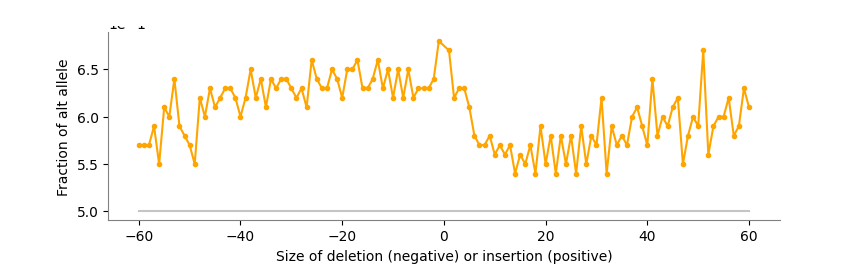 6.5
6.0
5.5
5.0
Fraction of alt allele
−60 −40 −20 0 20 40 60
Size of deletion (negative) or insertion (positive)